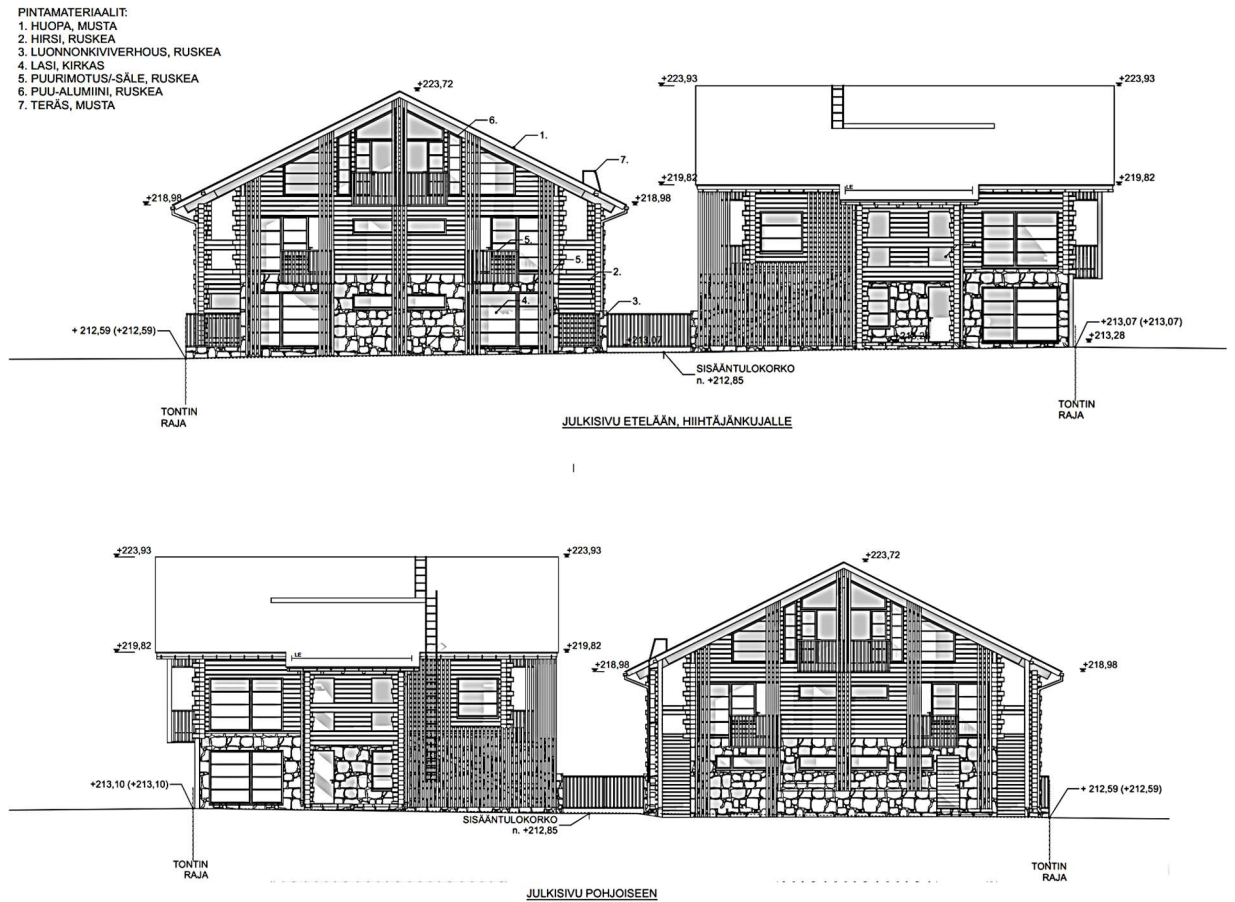 PINTAMATERIAALIT:
1. HUOPA, MUSTA
2. HIRSI, RUSKEA
3. LUONNONKIVIVERHOUS, RUSKEA
4. LASI, KIRKAS
5. PUURIMOTUS/-SÄLE, RUSKEA
6. PUU-ALUMIINI, RUSKEA
7. TERÄS, MUSTA
+223,72
+223,93
+223,93
6.
1.
7.
+219,82
+219,82
LE
+218,98
+218,98
5.
4.
5.
2.
4.
3.
3.
+ 212,59 (+212,59)
+213,07
+213,07 (+213,07)
+213,28
SISÄÄNTULOKORKO
n. +212,85
TONTIN
RAJA
TONTIN
RAJA
JULKISIVU ETELÄÄN, HIIHTÄJÄNKUJALLE
+223,93
+223,93
+223,72
+219,82
+219,82
LE
+218,98
+218,98
+213,10 (+213,10)
+ 212,59 (+212,59)
SISÄÄNTULOKORKO
n. +212,85
TONTIN
RAJA
TONTIN
RAJA
JULKISIVU POHJOISEEN